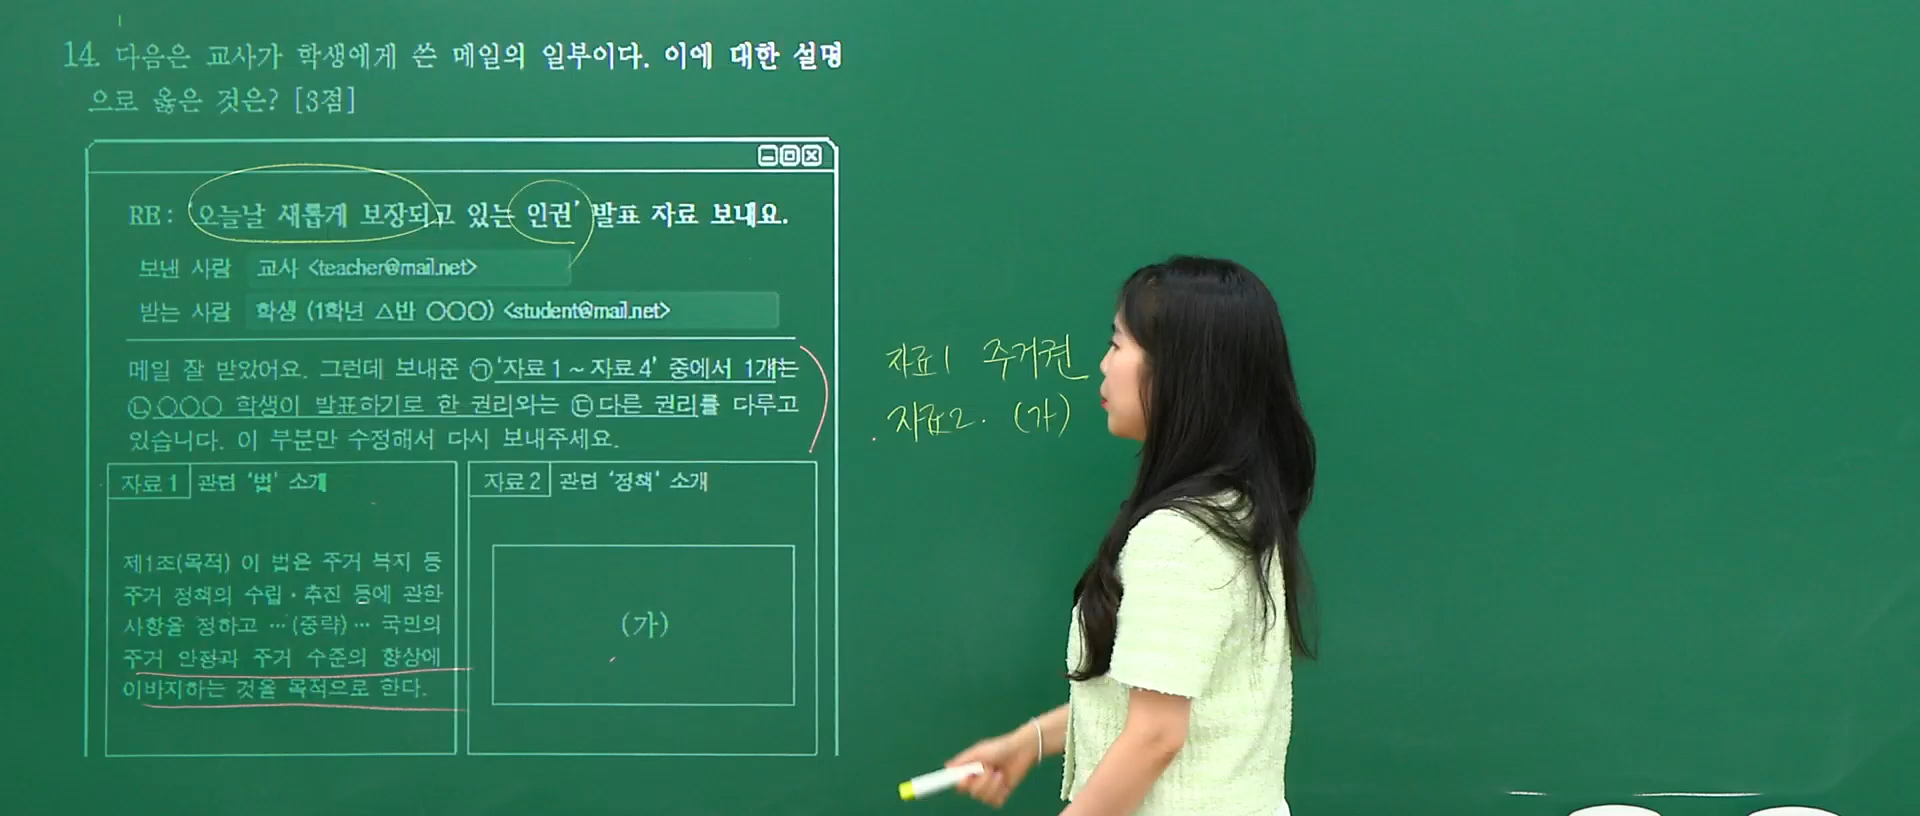 14. 다음은 교사가 학생에게 쓴 메일의 일부이다. 이에 대한 설명
으로 옳은 것은? [3점]
RE: '오늘날 새롭게 보장되고 있는 인권' 발표 자료 보내요.
보낸 사람 교사 <teacher@mail.net>
받는 사람 학생 (1학년 △반 ○○○) <student@mail.net>
메일 잘 받았어요. 그런데 보내준 ㉠'자료 1 ~ 자료 4' 중에서 1개는
㉡○○○ 학생이 발표하기로 한 권리와는 ㉢다른 권리를 다루고
있습니다. 이 부분만 수정해서 다시 보내주세요.
자료 1 관련 '법' 소개
제1조(목적) 이 법은 주거 복지 등
주거 정책의 수립·추진 등에 관한
사항을 정하고 …(중략)… 국민의
주거 안정과 주거 수준의 향상에
이바지하는 것을 목적으로 한다.
자료 2 관련 '정책' 소개
(가)
자료1 주거권
자료2. (가)